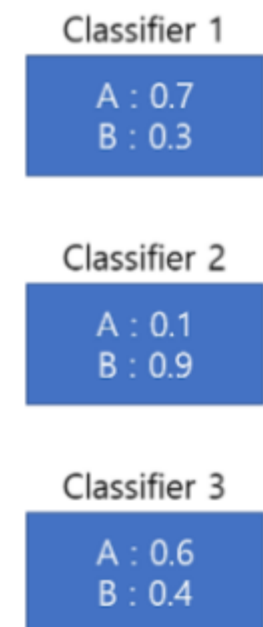 Classifier 1
A : 0.7
B : 0.3
Classifier 2
A : 0.1
B : 0.9
Classifier 3
A : 0.6
B : 0.4